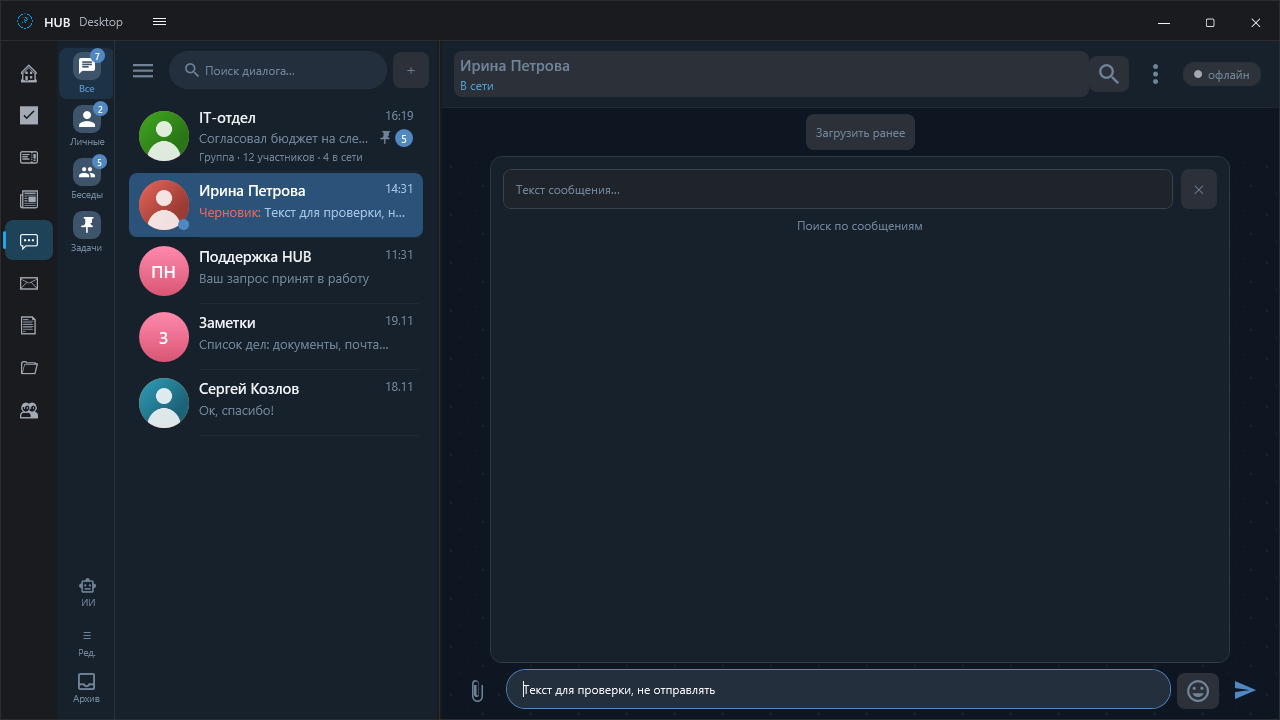 HUB Desktop
7
Все
2
Личные
5
Беседы
Задачи
ИИ
Ред.
Архив
Поиск диалога...
+
IT-отдел 16:19
Согласовал бюджет на сле... 5
Группа · 12 участников · 4 в сети
Ирина Петрова 14:31
Черновик: Текст для проверки, н...
ПН
Поддержка HUB 11:31
Ваш запрос принят в работу
З
Заметки 19.11
Список дел: документы, почта...
Сергей Козлов 18.11
Ок, спасибо!
Ирина Петрова
В сети
офлайн
Загрузить ранее
Текст сообщения...
Поиск по сообщениям
Текст для проверки, не отправлять